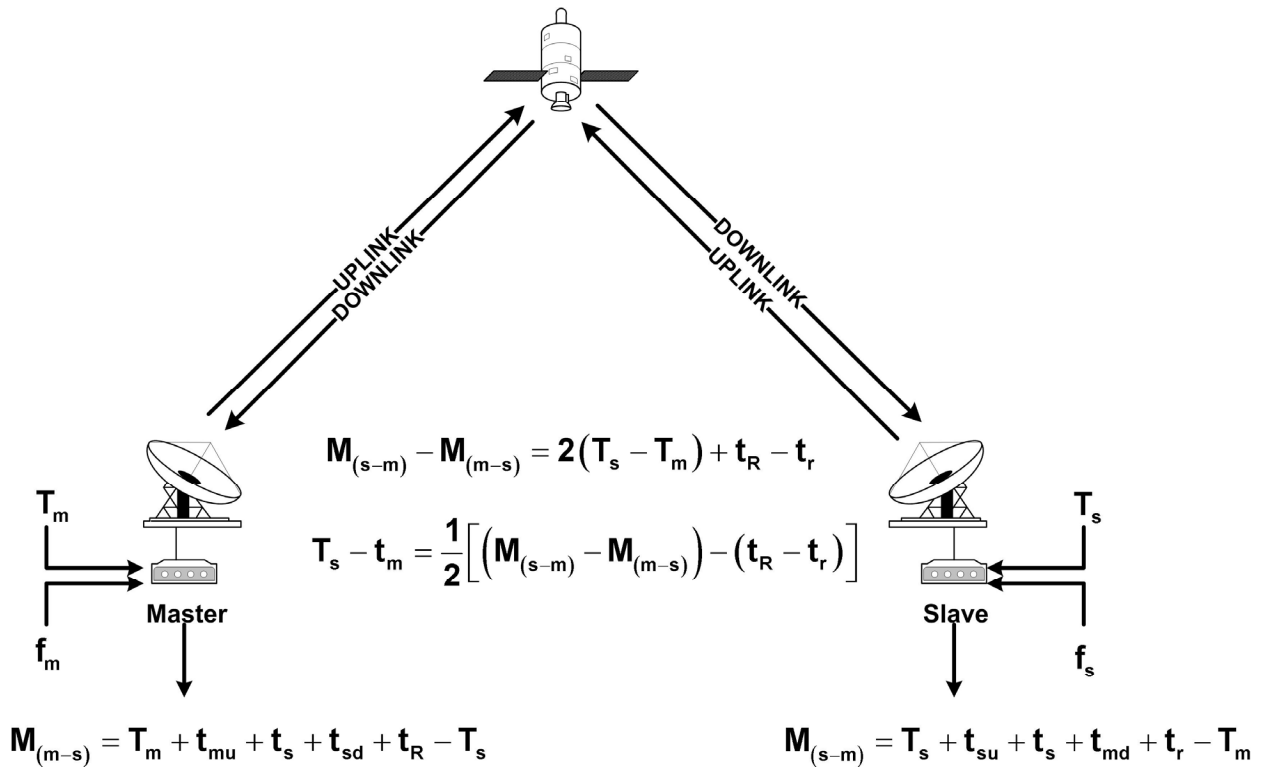 UPLINK
DOWNLINK
DOWNLINK
UPLINK
M(s−m) − M(m−s) = 2(Ts − Tm) + tR − tr
Tm
Ts
Ts − tm = 1/2[(M(s−m) − M(m−s)) − (tR − tr)]
Master
Slave
fm
fs
M(m−s) = Tm + tmu + ts + tsd + tR − Ts
M(s−m) = Ts + tsu + ts + tmd + tr − Tm